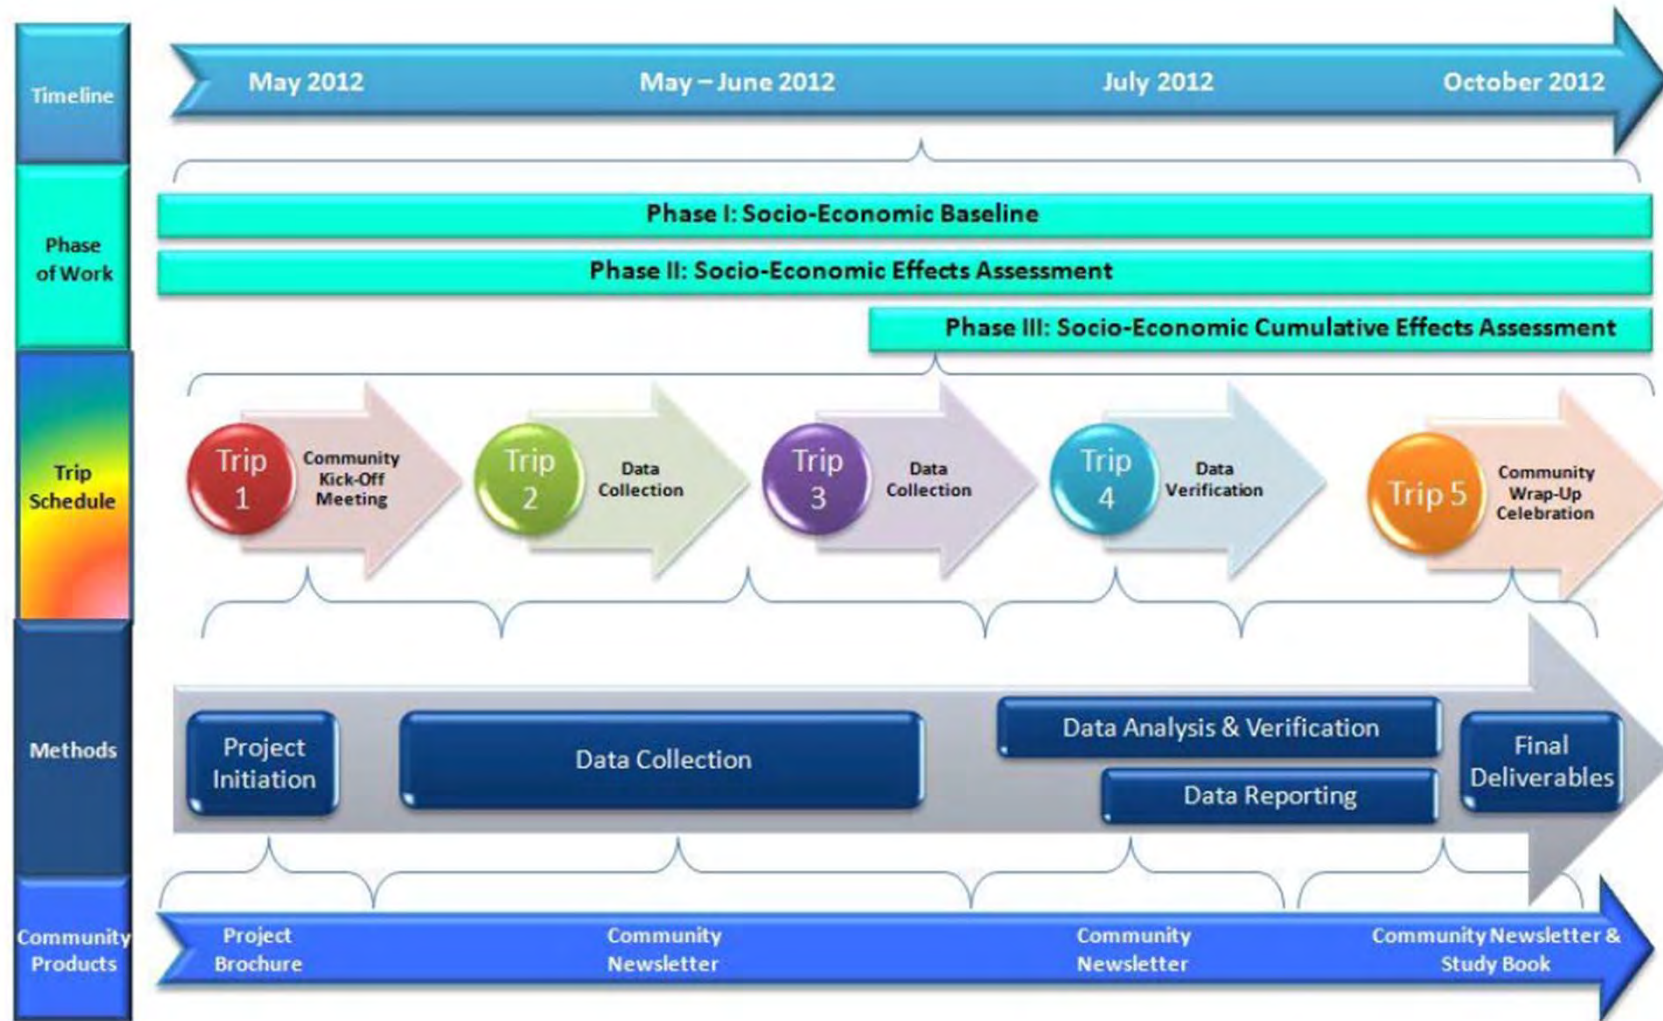 Timeline
May 2012
May – June 2012
July 2012
October 2012
Phase
of Work
Phase I: Socio-Economic Baseline
Phase II: Socio-Economic Effects Assessment
Phase III: Socio-Economic Cumulative Effects Assessment
Trip
Schedule
Trip
1
Community
Kick-Off
Meeting
Trip
2
Data
Collection
Trip
3
Data
Collection
Trip
4
Data
Verification
Trip 5
Community
Wrap-Up
Celebration
Methods
Project
Initiation
Data Collection
Data Analysis & Verification
Data Reporting
Final
Deliverables
Community
Products
Project
Brochure
Community
Newsletter
Community
Newsletter
Community Newsletter &
Study Book